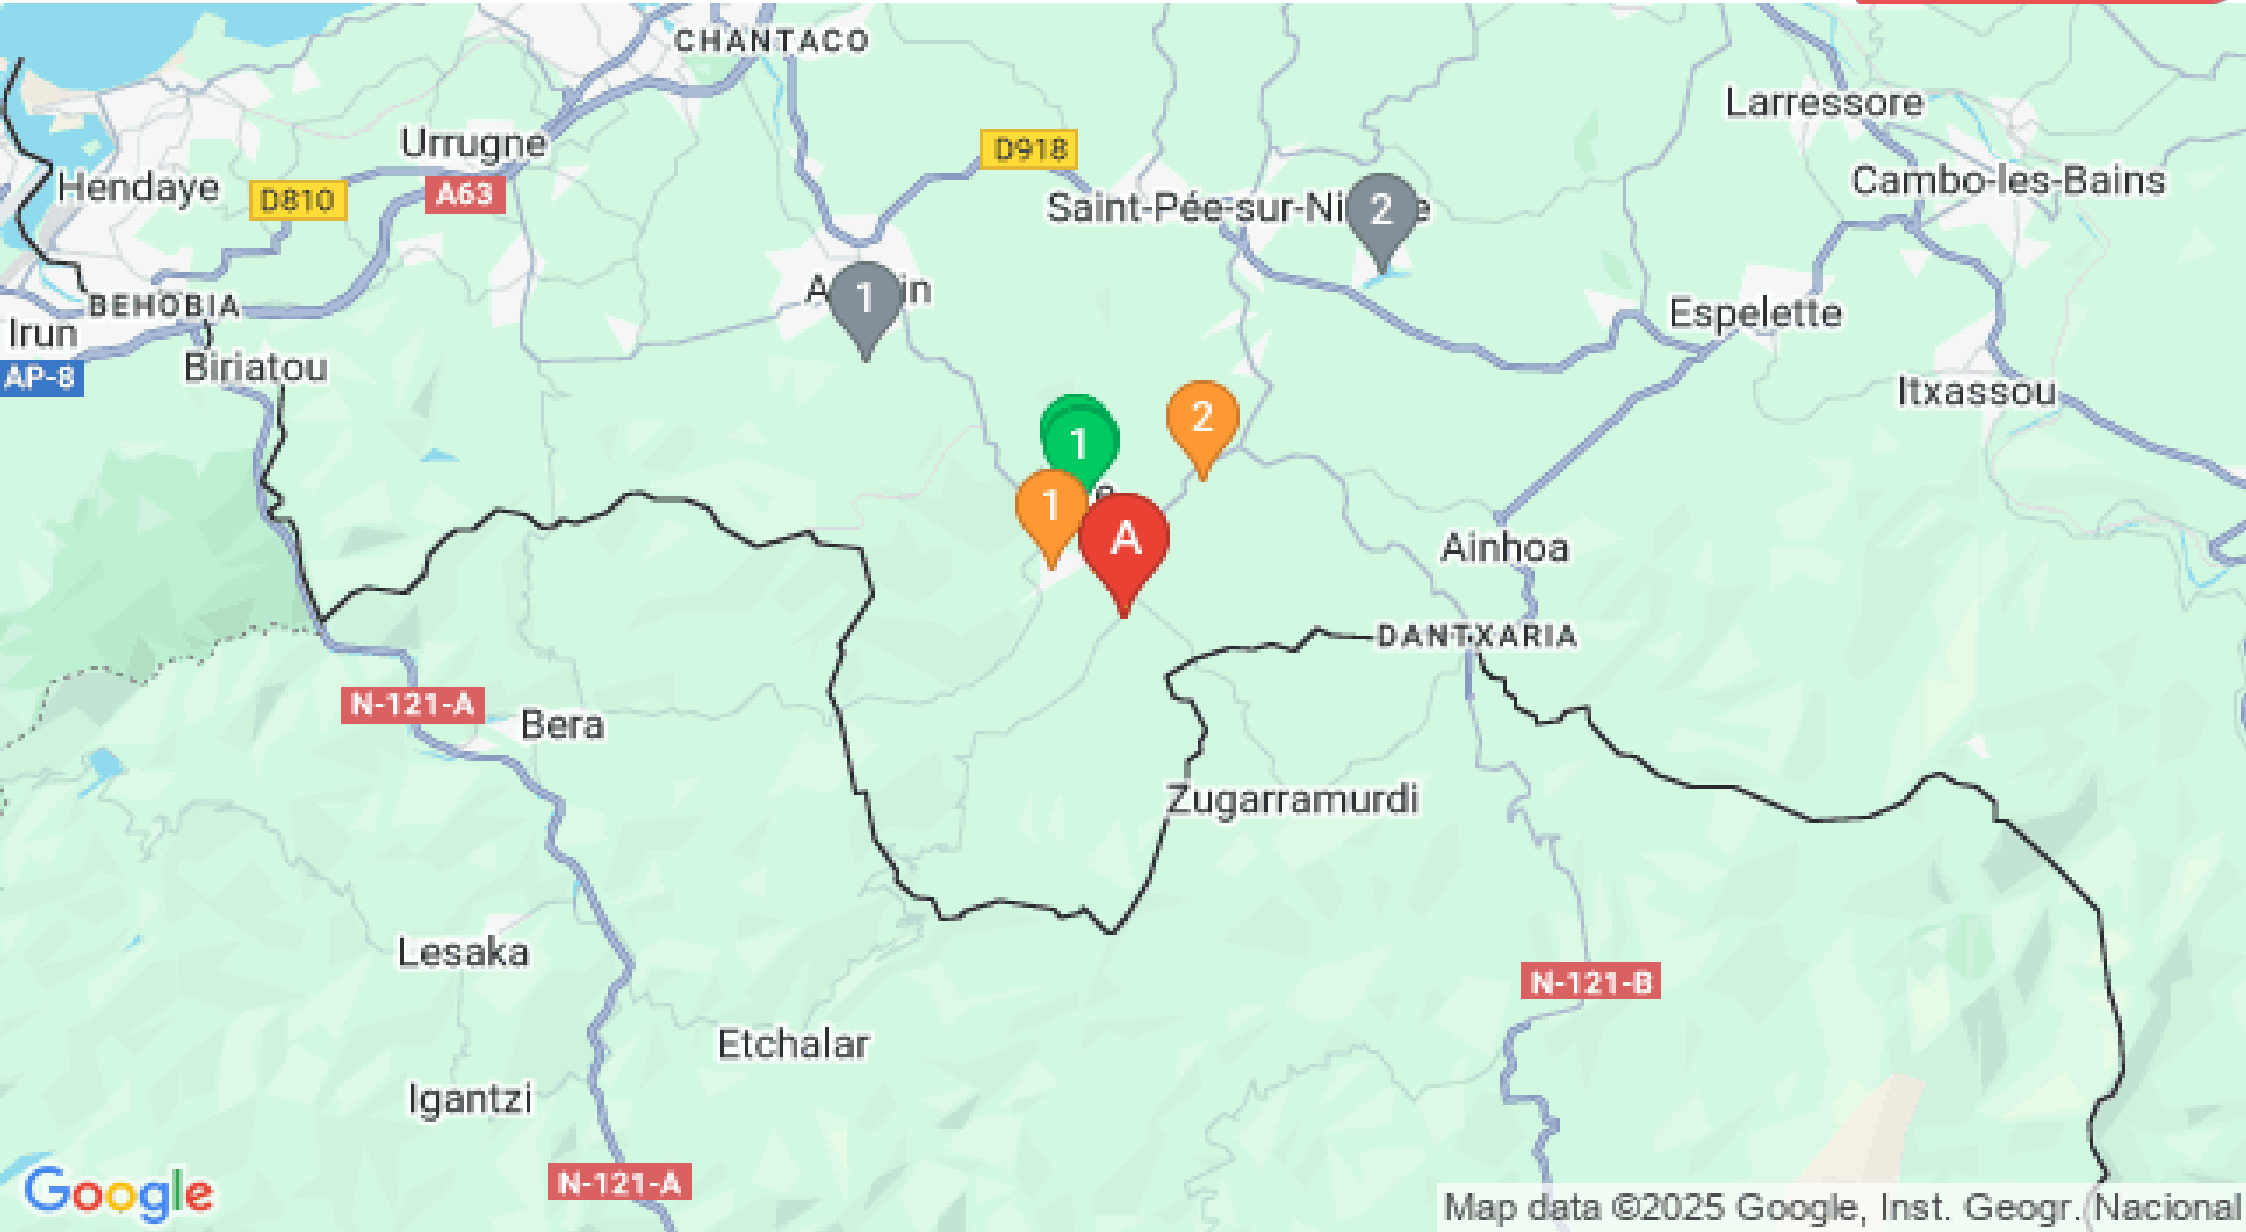 CHANTACO
Larressore
Urrugne
D918
Cambo-les-Bains
Hendaye
D810
A63
Saint-Pée-sur-Ni
2
e
A
1
in
BEHOBIA
Irun
Espelette
Biriatou
AP-8
Itxassou
1
2
1
e
A
Ainhoa
DANTXARIA
N-121-A
Bera
Zugarramurdi
Lesaka
N-121-B
Etchalar
Igantzi
N-121-A
Google
Map data ©2025 Google, Inst. Geogr. Nacional